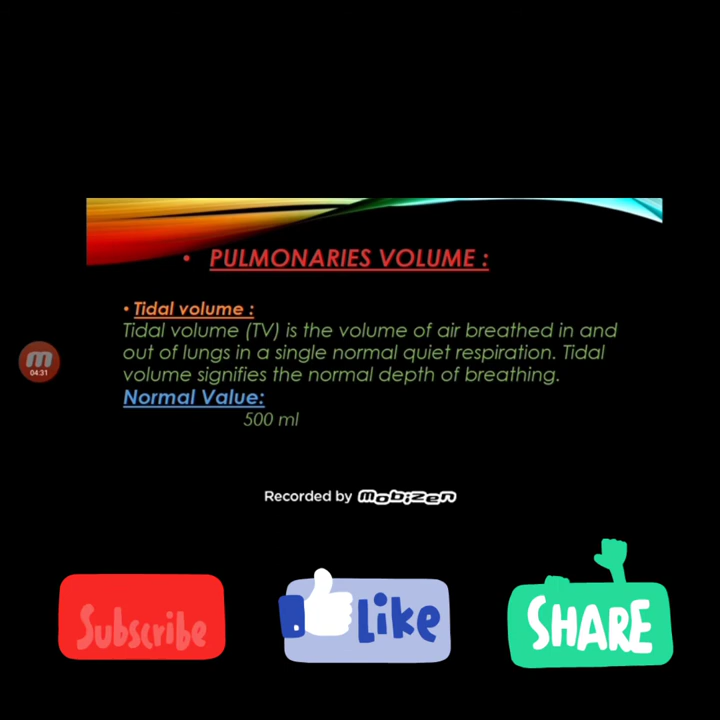 • PULMONARIES VOLUME :
• Tidal volume :
Tidal volume (TV) is the volume of air breathed in and
out of lungs in a single normal quiet respiration. Tidal
volume signifies the normal depth of breathing.
Normal Value:
500 ml
m
04:31
Recorded by mobizen
Subscribe
Like
SHARE